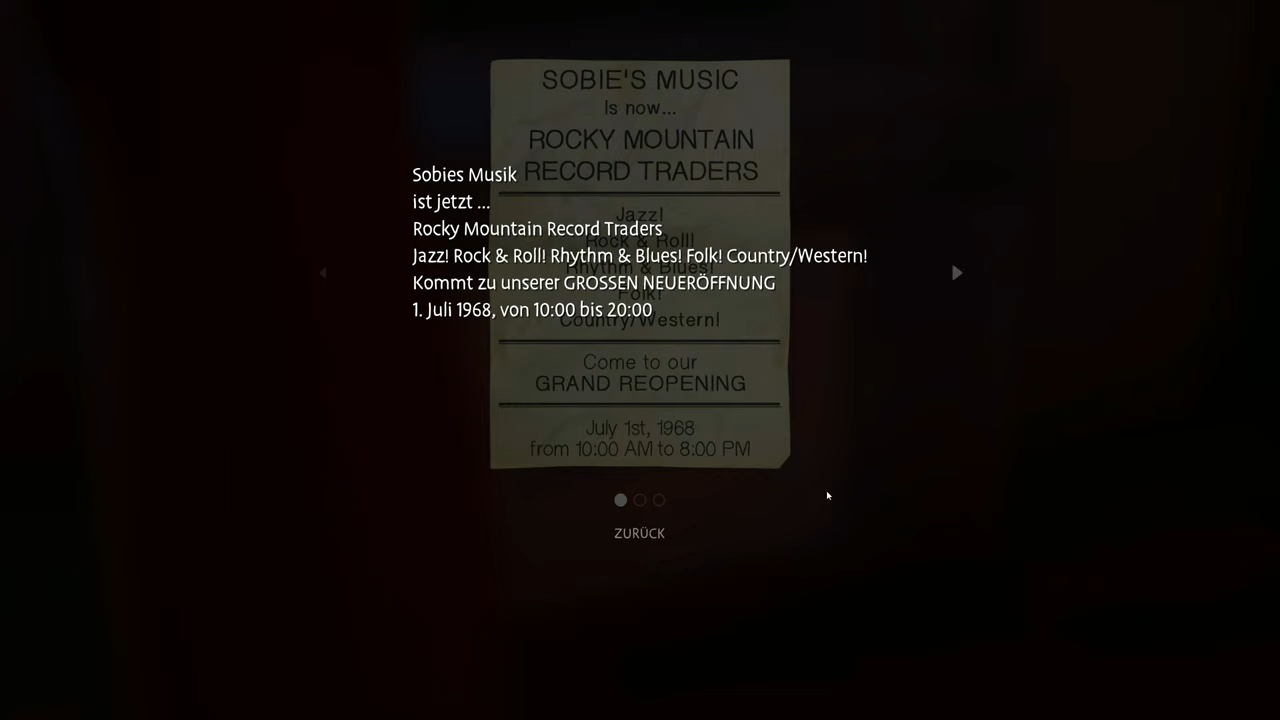 SOBIE'S MUSIC
Is now...
ROCKY MOUNTAIN
RECORD TRADERS
Jazz!
Rock & Roll!
Rhythm & Blues!
Folk!
Country/Western!
Come to our
GRAND REOPENING
July 1st, 1968
from 10:00 AM to 8:00 PM
Sobies Musik
ist jetzt ...
Rocky Mountain Record Traders
Jazz! Rock & Roll! Rhythm & Blues! Folk! Country/Western!
Kommt zu unserer GROSSEN NEUERÖFFNUNG
1. Juli 1968, von 10:00 bis 20:00
ZURÜCK